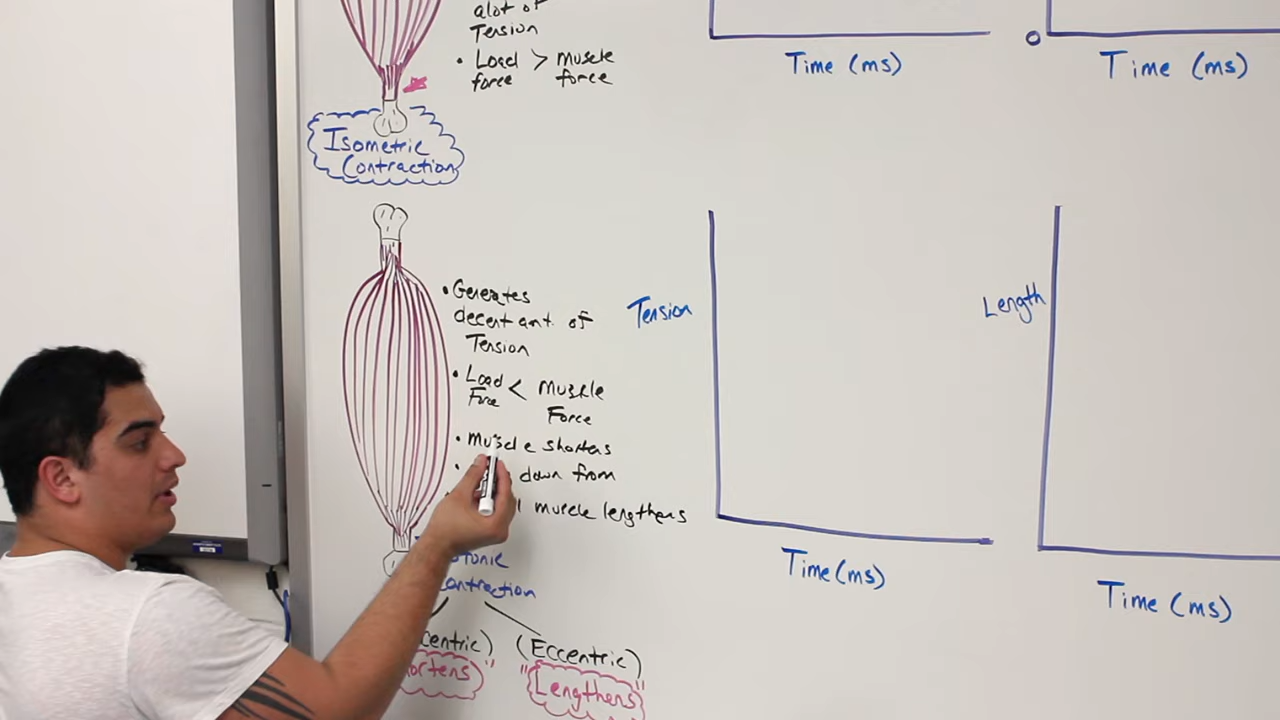 alot of
Tension
• Load > muscle
force force
Isometric
Contraction
Time (ms)
Time (ms)
• Generates
decent amt. of
Tension
• Load < Muscle
Force Force
• Muscle shortens
down from
muscle lengthens
Tension
Length
Time (ms)
Time (ms)
(Eccentric)
"Lengthens"